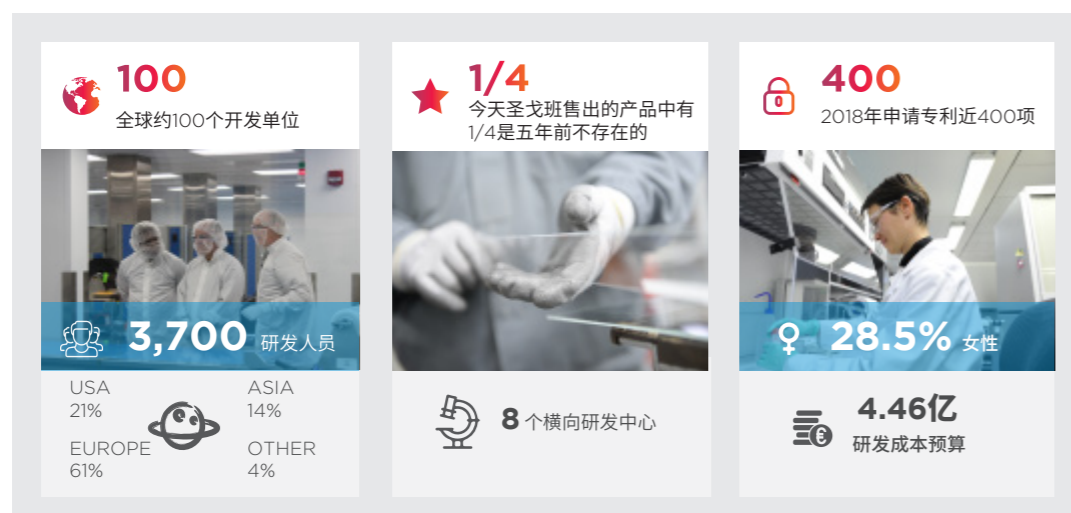 100
全球约100个开发单位
3,700 研发人员
USA
21%
ASIA
14%
EUROPE
61%
OTHER
4%
1/4
今天圣戈班售出的产品中有
1/4是五年前不存在的
8 个横向研发中心
400
2018年申请专利近400项
28.5% 女性
4.46亿
研发成本预算